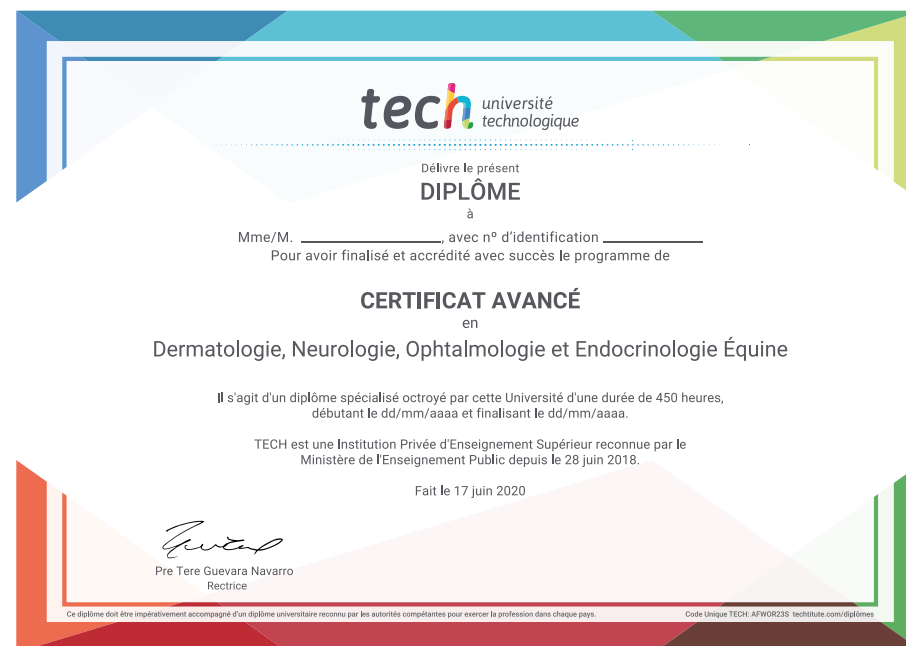 tech université
technologique
Délivre le présent
DIPLÔME
à
Mme/M. ____________________, avec nº d'identification ______________
Pour avoir finalisé et accrédité avec succès le programme de
CERTIFICAT AVANCÉ
en
Dermatologie, Neurologie, Ophtalmologie et Endocrinologie Équine
Il s'agit d'un diplôme spécialisé octroyé par cette Université d'une durée de 450 heures,
débutant le dd/mm/aaaa et finalisant le dd/mm/aaaa.
TECH est une Institution Privée d'Enseignement Supérieur reconnue par le
Ministère de l'Enseignement Public depuis le 28 juin 2018.
Fait le 17 juin 2020
Pre Tere Guevara Navarro
Rectrice
Ce diplôme doit être impérativement accompagné d'un diplôme universitaire reconnu par les autorités compétantes pour exercer la profession dans chaque pays.
Code Unique TECH: AFWOR23S techtitute.com/diplômes